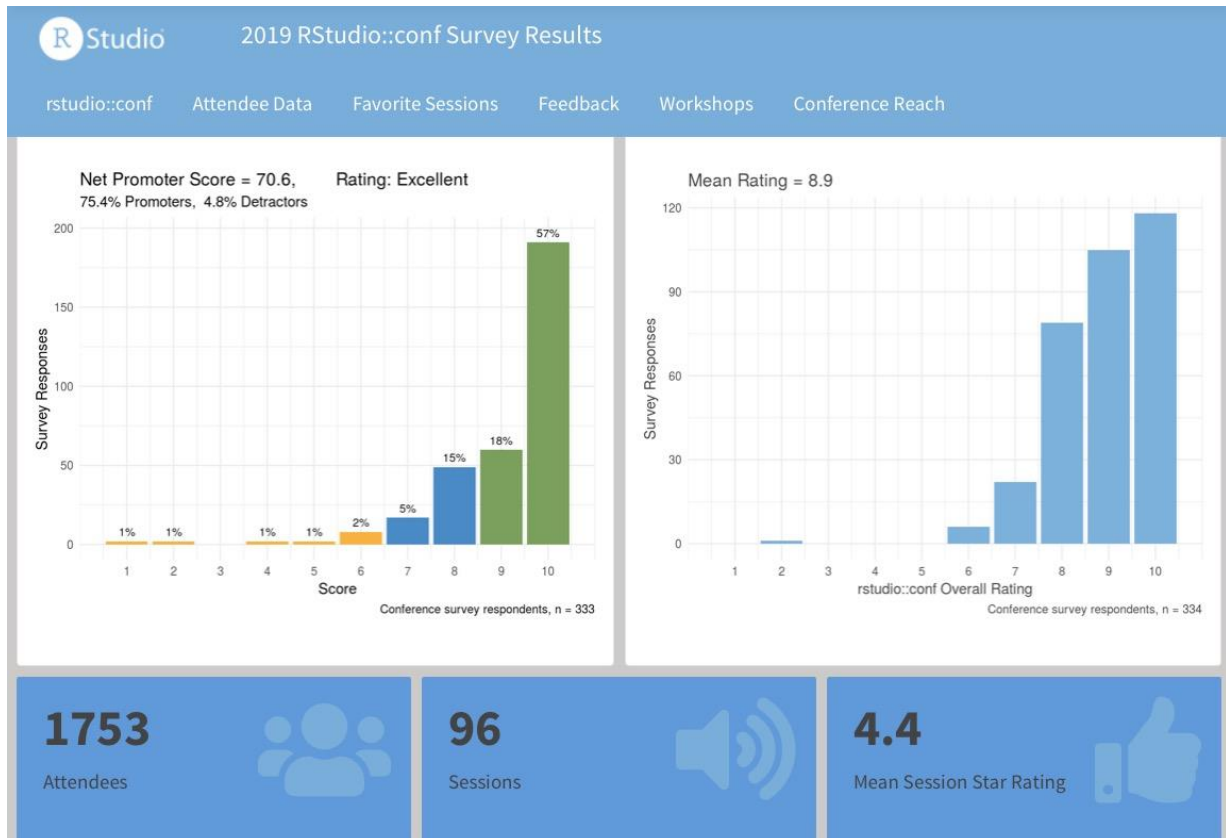 R Studio
2019 RStudio::conf Survey Results
rstudio::conf Attendee Data Favorite Sessions Feedback Workshops Conference Reach
Net Promoter Score = 70.6, Rating: Excellent
75.4% Promoters, 4.8% Detractors
200
150
100
50
0
Survey Responses
1% 1% 1% 1% 2% 5% 15% 18% 57%
1 2 3 4 5 6 7 8 9 10
Score
Conference survey respondents, n = 333
Mean Rating = 8.9
120
90
60
30
0
Survey Responses
1 2 3 4 5 6 7 8 9 10
rstudio::conf Overall Rating
Conference survey respondents, n = 334
1753
Attendees
96
Sessions
4.4
Mean Session Star Rating